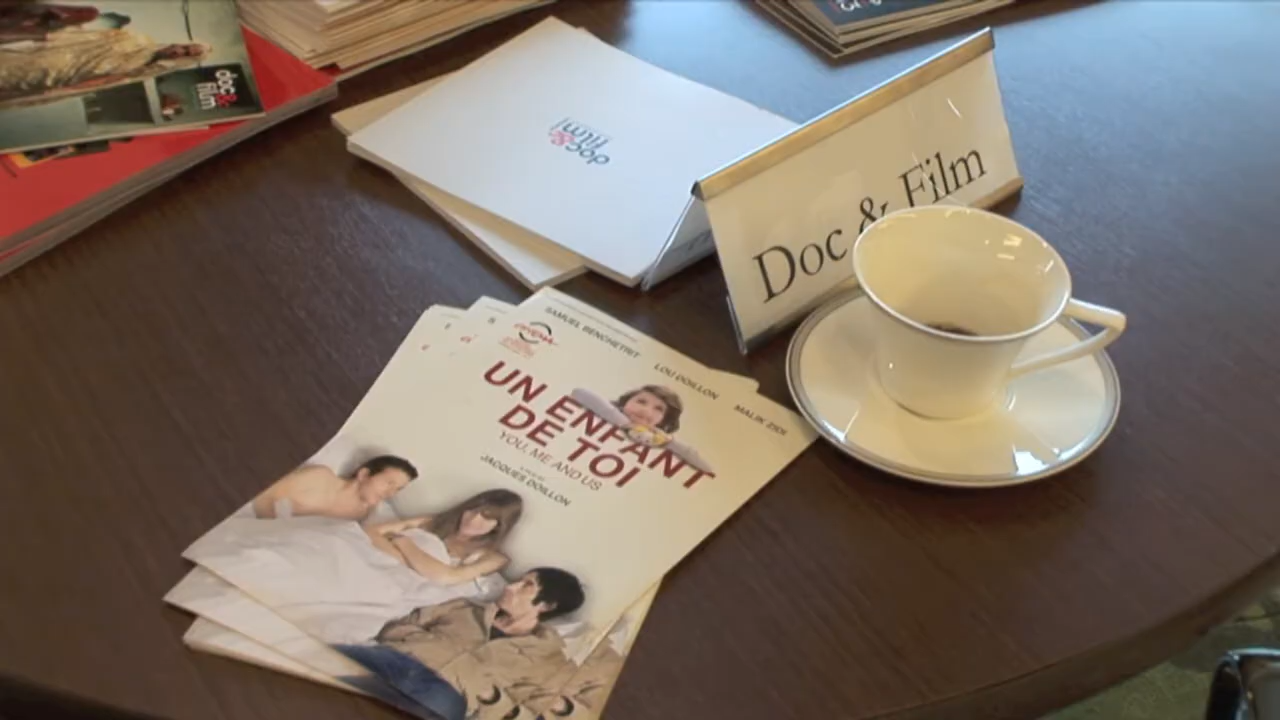 doc&
film
doc&
film
Doc & Film
SAMUEL BENCHETRIT
LOU DOILLON
MALIK ZIDI
UN ENFANT
DE TOI
YOU, ME AND US
JACQUES DOILLON